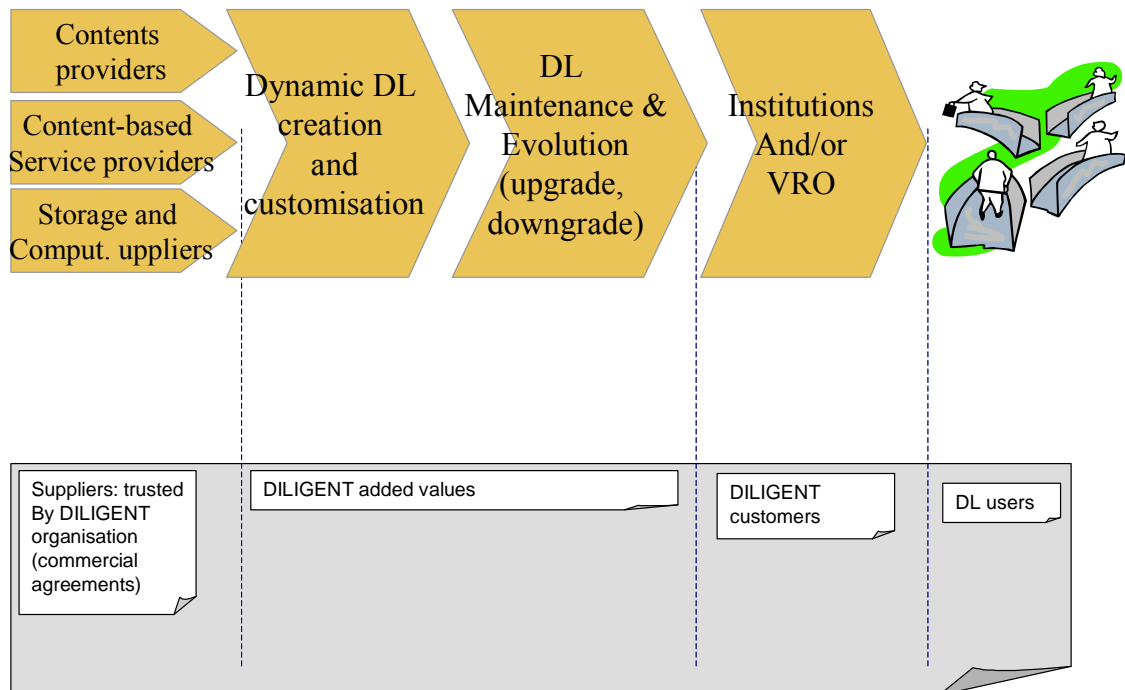 Contents
providers
Content-based
Service providers
Storage and
Comput. uppliers
Dynamic DL
creation
and
customisation
DL
Maintenance &
Evolution
(upgrade,
downgrade)
Institutions
And/or
VRO
Suppliers: trusted
By DILIGENT
organisation
(commercial
agreements)
DILIGENT added values
DILIGENT
customers
DL users